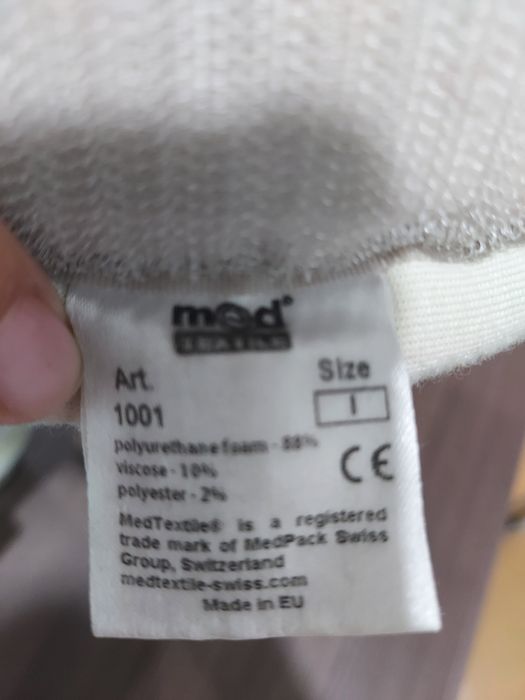 med®
TEXTILE
Art.
Size
1001
I
polyurethane foam - 88%
viscose - 10%
CE
polyester - 2%
MedTextile® is a registered
trade mark of MedPack Swiss
Group, Switzerland
medtextile-swiss.com
Made in EU